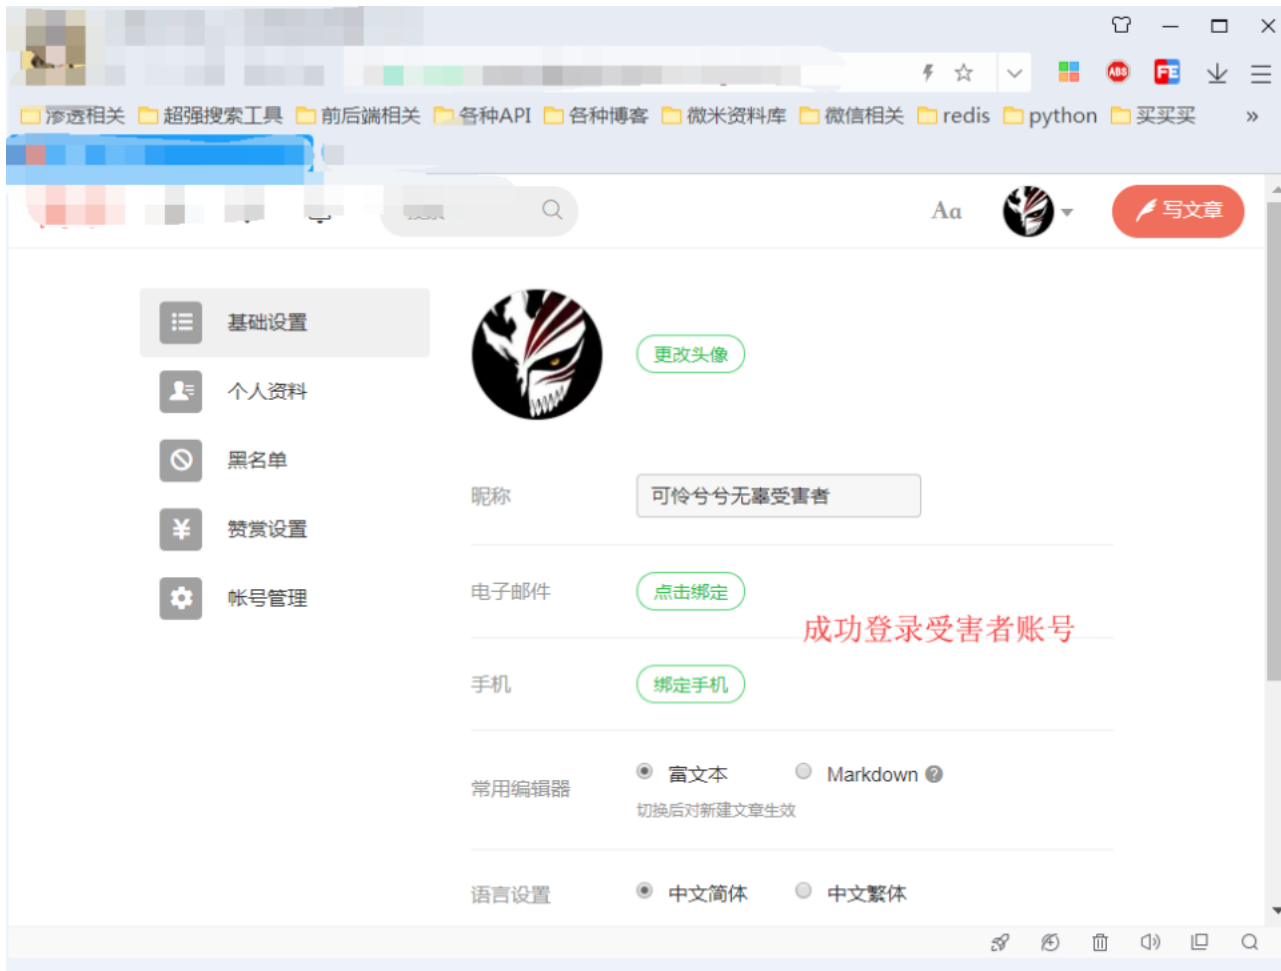 ABS
FE
渗透相关 超强搜索工具 前后端相关 各种API 各种博客 微米资料库 微信相关 redis python 买买买 »
Aa 写文章
基础设置
更改头像
个人资料
黑名单
昵称 可怜兮兮无辜受害者
赞赏设置
电子邮件 点击绑定
帐号管理
成功登录受害者账号
手机 绑定手机
常用编辑器 富文本 Markdown ?
切换后对新建文章生效
语言设置 中文简体 中文繁体